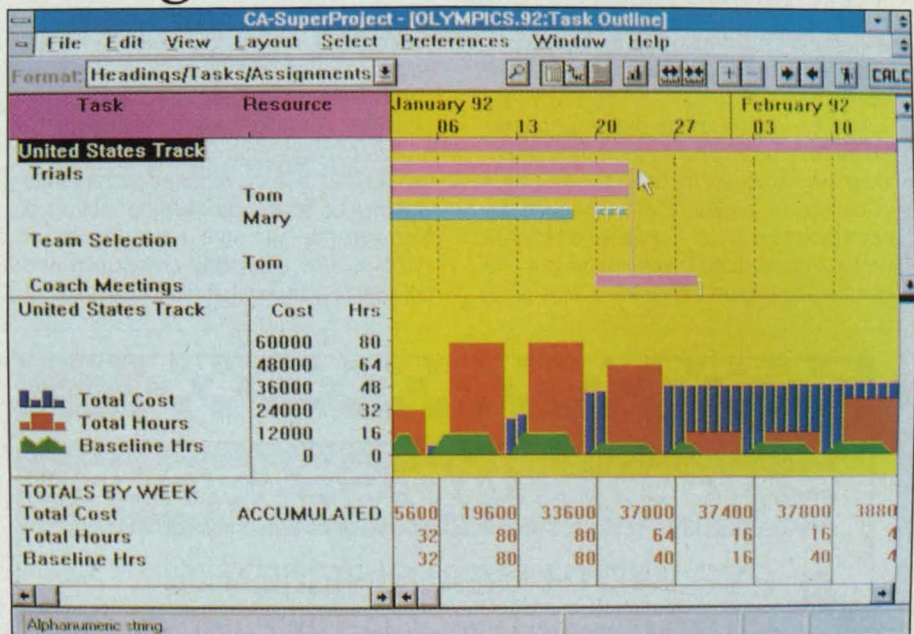 CA-SuperProject - [OLYMPICS.92:Task Outline]
File Edit View Layout Select Preferences Window Help
Format: Headings/Tasks/Assignments CALC
Task Resource January 92 February 92
06 13 20 27 03 10
United States Track
Trials
Tom
Mary
Team Selection
Tom
Coach Meetings
United States Track Cost Hrs
60000 80
48000 64
36000 48
Total Cost 24000 32
Total Hours 12000 16
Baseline Hrs 0 0
TOTALS BY WEEK
Total Cost ACCUMULATED 5600 19600 33600 37000 37400 37800 3880
Total Hours 32 80 80 64 16 16 4
Baseline Hrs 32 80 80 40 16 40 4
Alphanumeric string.